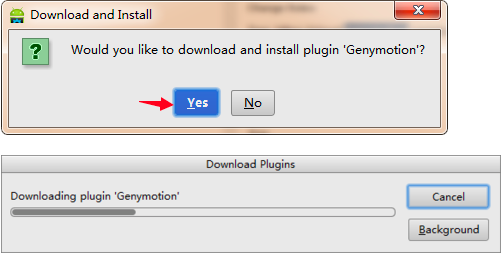 Download and Install
Would you like to download and install plugin 'Genymotion'?
Yes
No
Download Plugins
Downloading plugin 'Genymotion'
Cancel
Background